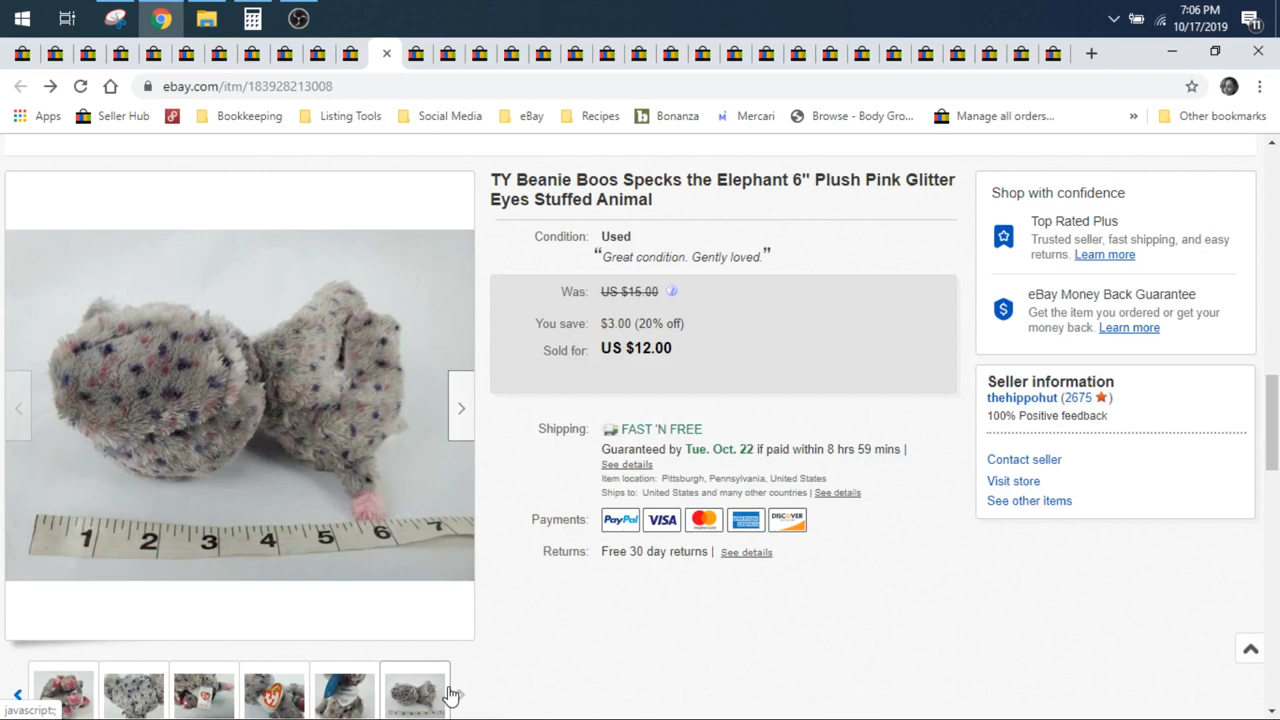 7:06 PM
10/17/2019
11
ebay.com/itm/183928213008
Apps
Seller Hub
Bookkeeping
Listing Tools
Social Media
eBay
Recipes
Bonanza
Mercari
Browse - Body Gro...
Manage all orders...
»
Other bookmarks
TY Beanie Boos Specks the Elephant 6" Plush Pink Glitter
Eyes Stuffed Animal
Condition: Used
"Great condition. Gently loved."
Was: US $15.00
You save: $3.00 (20% off)
Sold for: US $12.00
Shipping: FAST 'N FREE
Guaranteed by Tue. Oct. 22 if paid within 8 hrs 59 mins |
See details
Item location: Pittsburgh, Pennsylvania, United States
Ships to: United States and many other countries | See details
Payments: PayPal VISA MasterCard AMERICAN EXPRESS DISCOVER
Returns: Free 30 day returns | See details
Shop with confidence
Top Rated Plus
Trusted seller, fast shipping, and easy
returns. Learn more
eBay Money Back Guarantee
Get the item you ordered or get your
money back. Learn more
Seller information
thehippohut (2675 )
100% Positive feedback
Contact seller
Visit store
See other items
1 2 3 4 5 6 7
ty
javascript:;